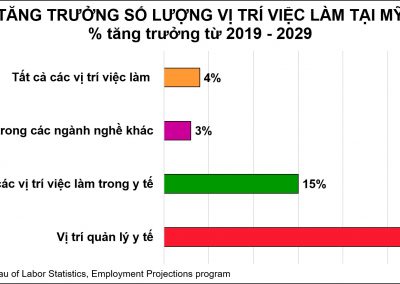 TĂNG TRƯỞNG SỐ LƯỢNG VỊ TRÍ VIỆC LÀM TẠI MỸ
% tăng trưởng từ 2019 - 2029
Tất cả các vị trí việc làm
4%
rong các ngành nghề khác
3%
các vị trí việc làm trong y tế
15%
Vị trí quản lý y tế
au of Labor Statistics, Employment Projections program